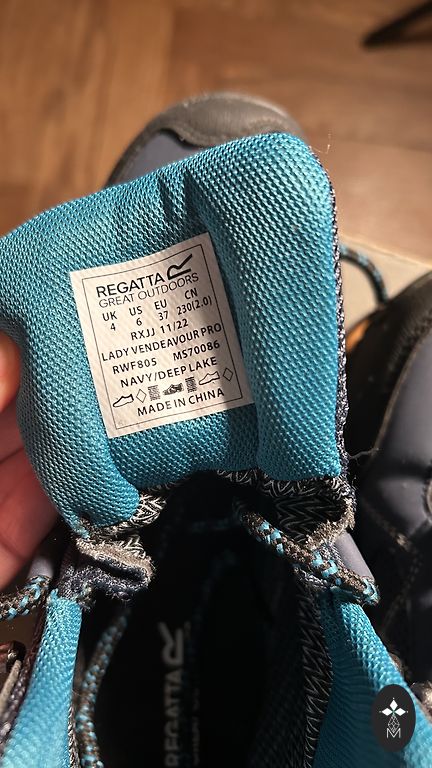 REGATTA
GREAT OUTDOORS
UK US EU CN
4 6 37 230(2.0)
RXJJ 11/22
LADY VENDEAVOUR PRO
RWF805 MS70086
NAVY/DEEP LAKE
MADE IN CHINA
REGATTA
M